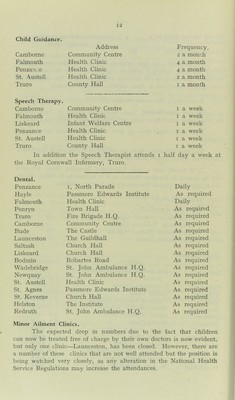 12
Child Guidance.
Address Frequency.
Camborne Community Centre 2 a month
Falmouth Health Clinic 4 a month
Penzance Health Clinic 4 a month
St. Austell Health Clinic 2 a month
Truro County Hall 1 a month
Speech Therapy.
Camborne Community Centre 1 a week
Falmouth Health Clinic 1 a week
Liskeard Infant Welfare Centre 1 a week
Penzance Health Clinic 1 a week
St. Austell Health Clinic 1 a week
Truro County Hall 1 a week
In addition the Speech Therapist attends 1 half day a week at
the Royal Cornwall Infirmary, Truro.
Dental.
Penzance 1, North Parade Daily
Hayle Passmore Edwards Institute As required
Falmouth Health Clinic Daily
Penryn Town Hall As required
Truro Fire Brigade H.Q. As required
Camborne Community Centre As required
Bude The Castle As required
Launceston The Guildhall As required
Saltash Church Hall As required
Liskeard Church Hall As required
Bodmin Robartes Road As required
Wadebridge St. John Ambulance H.Q. As required
Newquay St. John Ambulance H.Q. As required
St. Austell Health Clinic As required
St. Agnes Passmore Edwards Institute As required
St. Keverne Church Hall As required
Helston The Institute As required
Redruth St. John Ambulance H.Q. As required
Minor Ailment Clinics.
The expected drop in numbers due to the fact that children
can now be treated free of charge by their own doctors is now evident,
but only one clinic—Launceston, has been closed. However, there are
a number of these clinics that are not well attended but the position is
being watched very closely, as any alteration in the National Health
Service Regulations may increase the attendances.